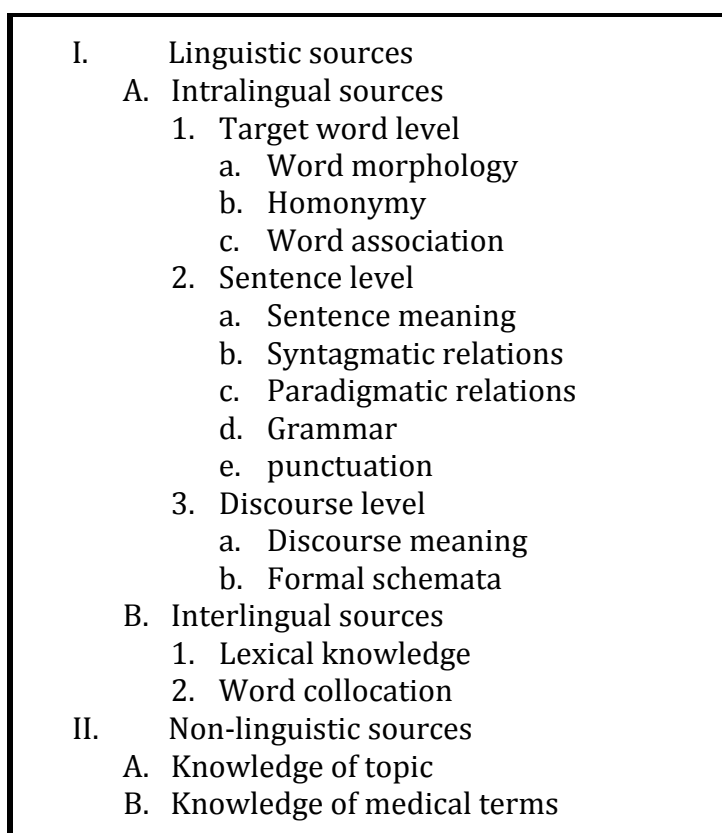 I. Linguistic sources
A. Intralingual sources
1. Target word level
a. Word morphology
b. Homonymy
c. Word association
2. Sentence level
a. Sentence meaning
b. Syntagmatic relations
c. Paradigmatic relations
d. Grammar
e. punctuation
3. Discourse level
a. Discourse meaning
b. Formal schemata
B. Interlingual sources
1. Lexical knowledge
2. Word collocation
II. Non-linguistic sources
A. Knowledge of topic
B. Knowledge of medical terms